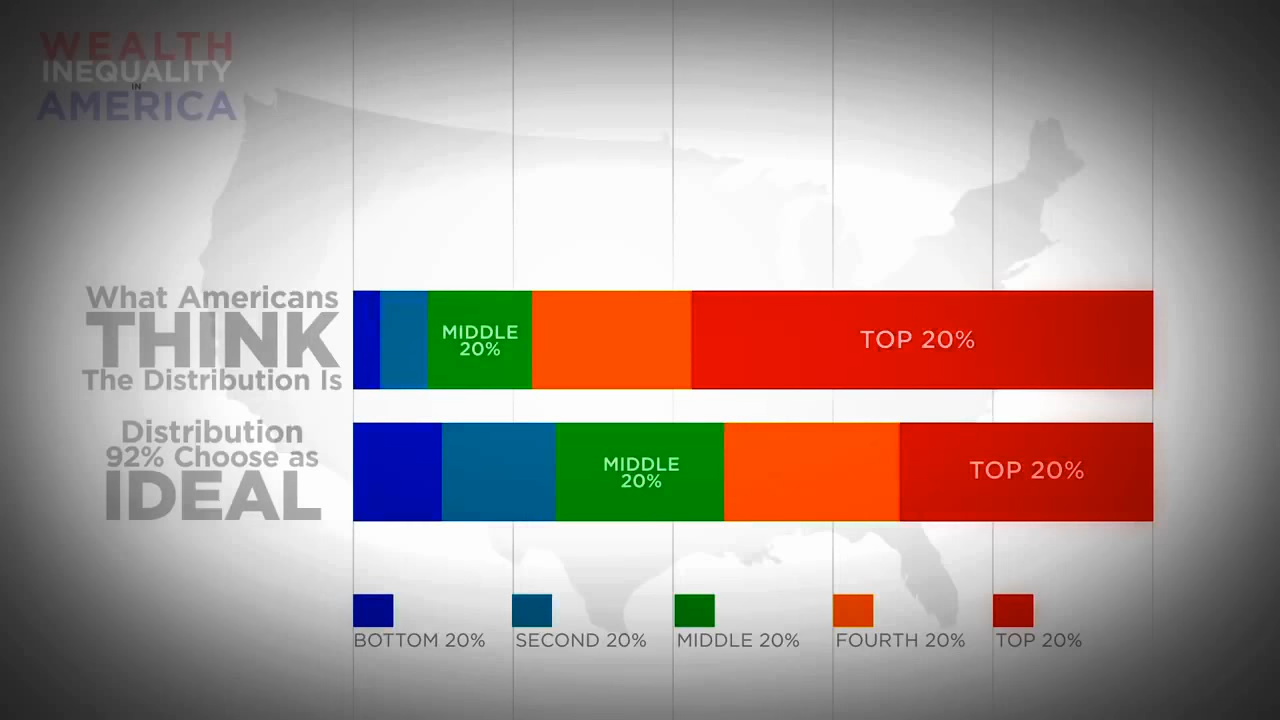 WEALTH
INEQUALITY
IN
AMERICA
What Americans
THINK
The Distribution Is
MIDDLE
20%
TOP 20%
Distribution
92% Choose as
IDEAL
MIDDLE
20%
TOP 20%
BOTTOM 20%
SECOND 20%
MIDDLE 20%
FOURTH 20%
TOP 20%